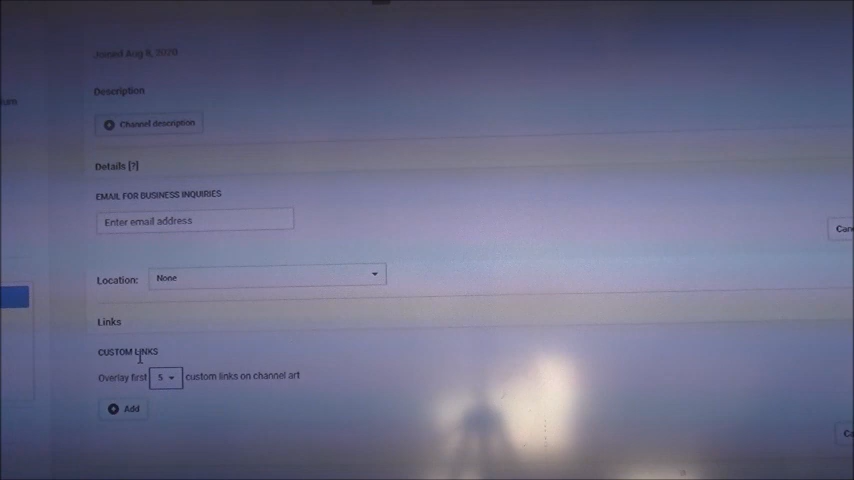 Joined Aug 8, 2020
Description
Channel description
Details [?]
EMAIL FOR BUSINESS INQUIRIES
Enter email address
Location: None
Links
CUSTOM LINKS
Overlay first 5 custom links on channel art
Add